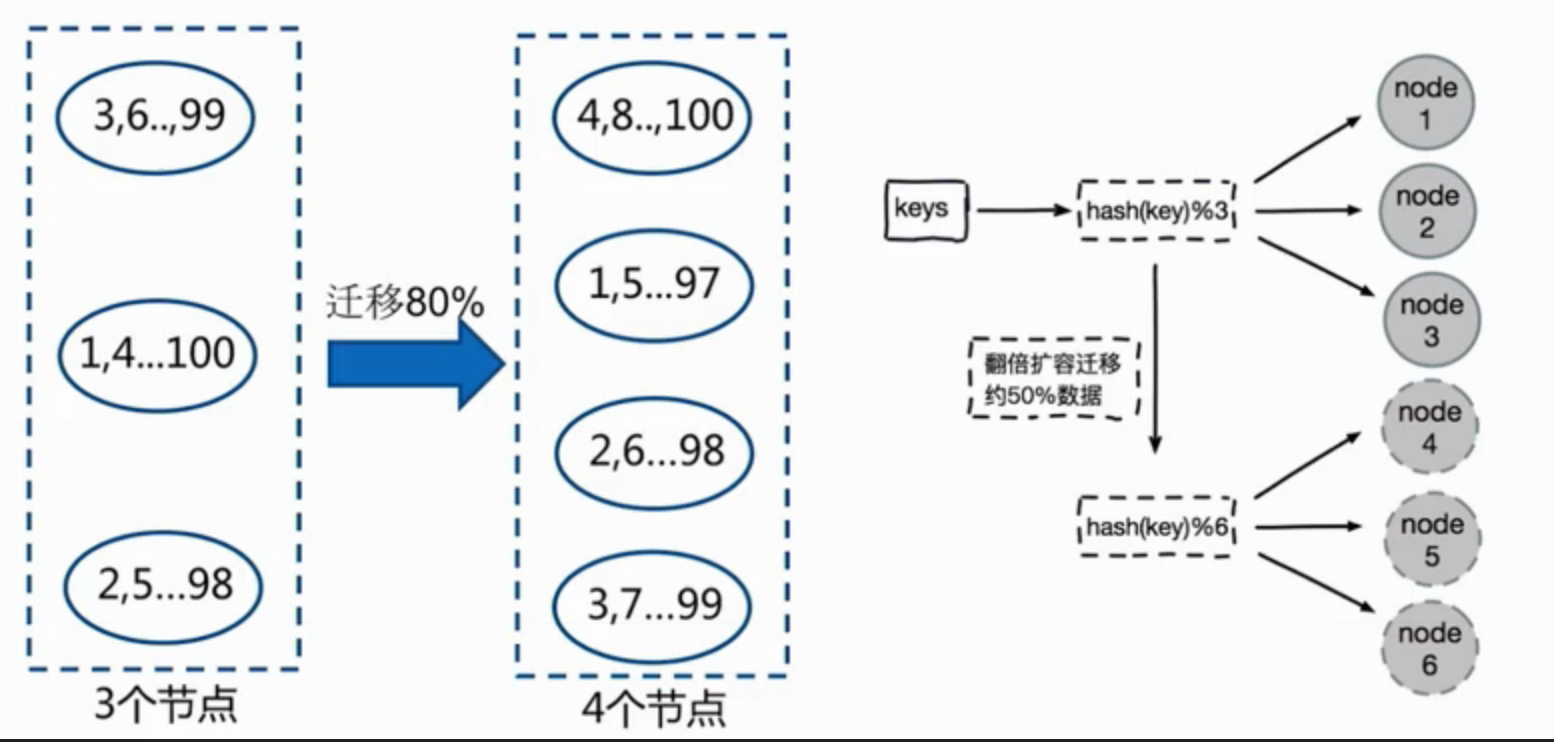 3,6..,99
1,4...100
2,5...98
3个节点
迁移80%
4,8..,100
1,5...97
2,6...98
3,7...99
4个节点
keys
hash(key)%3
node
1
node
2
node
3
翻倍扩容迁移
约50%数据
hash(key)%6
node
4
node
5
node
6